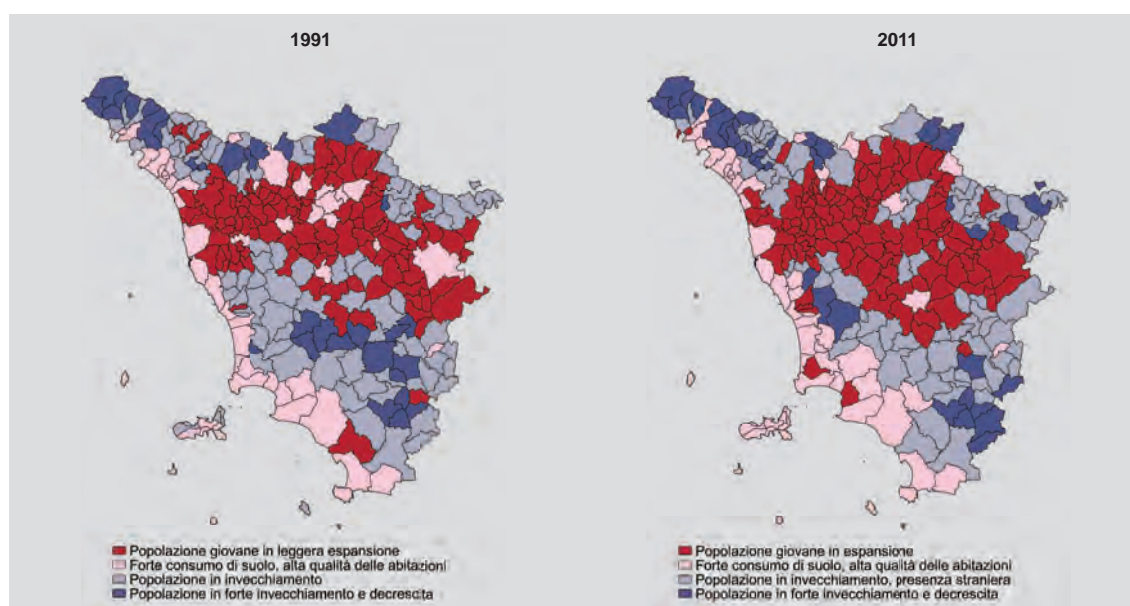 1991
Popolazione giovane in leggera espansione
Forte consumo di suolo, alta qualità delle abitazioni
Popolazione in invecchiamento
Popolazione in forte invecchiamento e decrescita
2011
Popolazione giovane in espansione
Forte consumo di suolo, alta qualità delle abitazioni
Popolazione in invecchiamento, presenza straniera
Popolazione in forte invecchiamento e decrescita